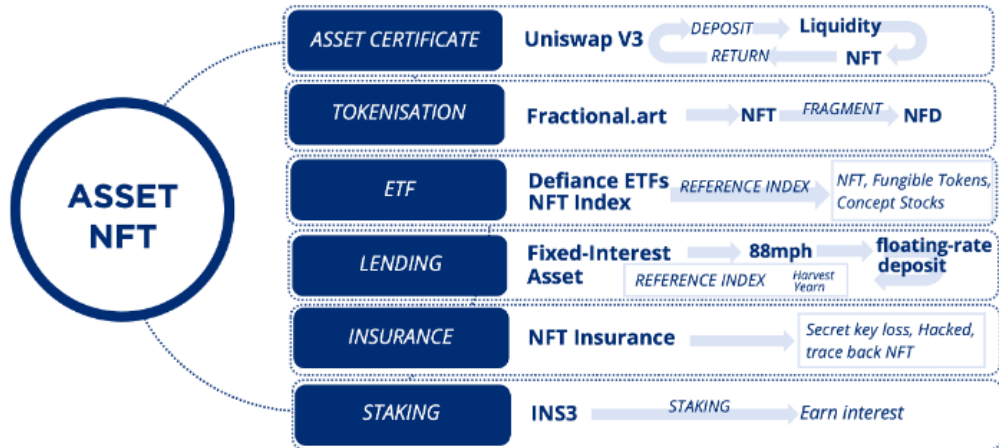 ASSET
NFT
ASSET CERTIFICATE
Uniswap V3
DEPOSIT
Liquidity
RETURN
NFT
TOKENISATION
Fractional.art
NFT
FRAGMENT
NFD
ETF
Defiance ETFs
NFT Index
REFERENCE INDEX
NFT, Fungible Tokens,
Concept Stocks
LENDING
Fixed-Interest
Asset
88mph
floating-rate
deposit
REFERENCE INDEX
Harvest
Yearn
INSURANCE
NFT Insurance
Secret key loss, Hacked,
trace back NFT
STAKING
INS3
STAKING
Earn interest